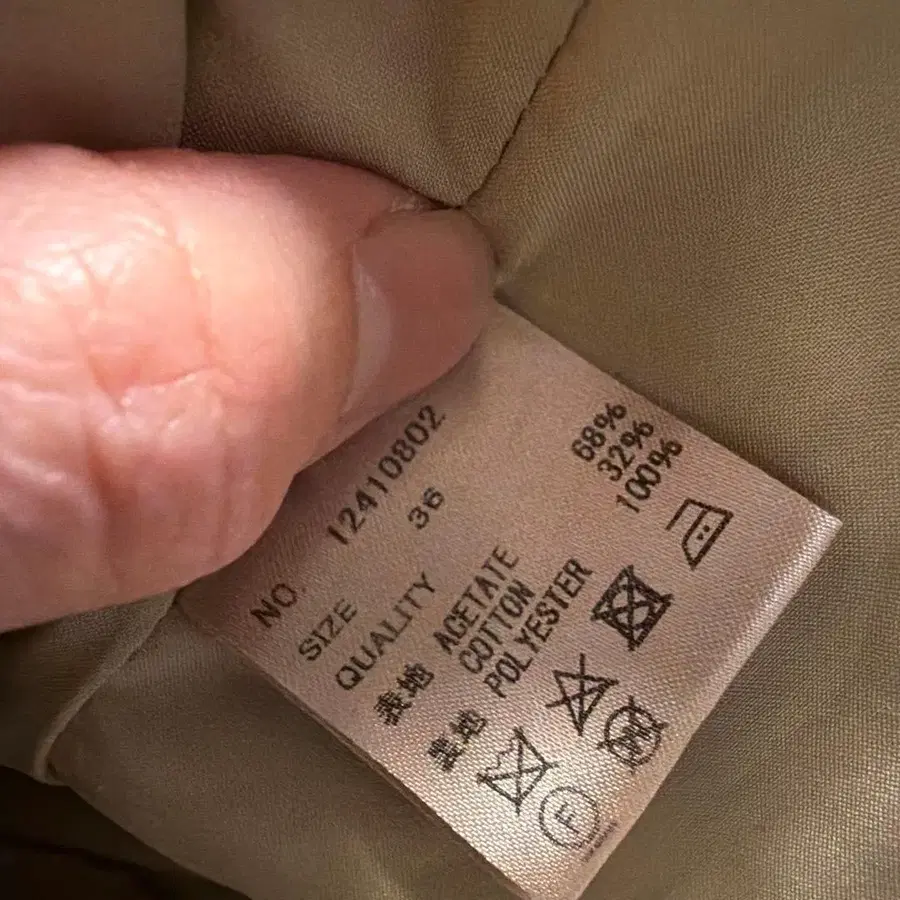 NO. 12410802
SIZE 36
QUALITY
表地 ACETATE 68%
COTTON 32%
裏地 POLYESTER 100%
F